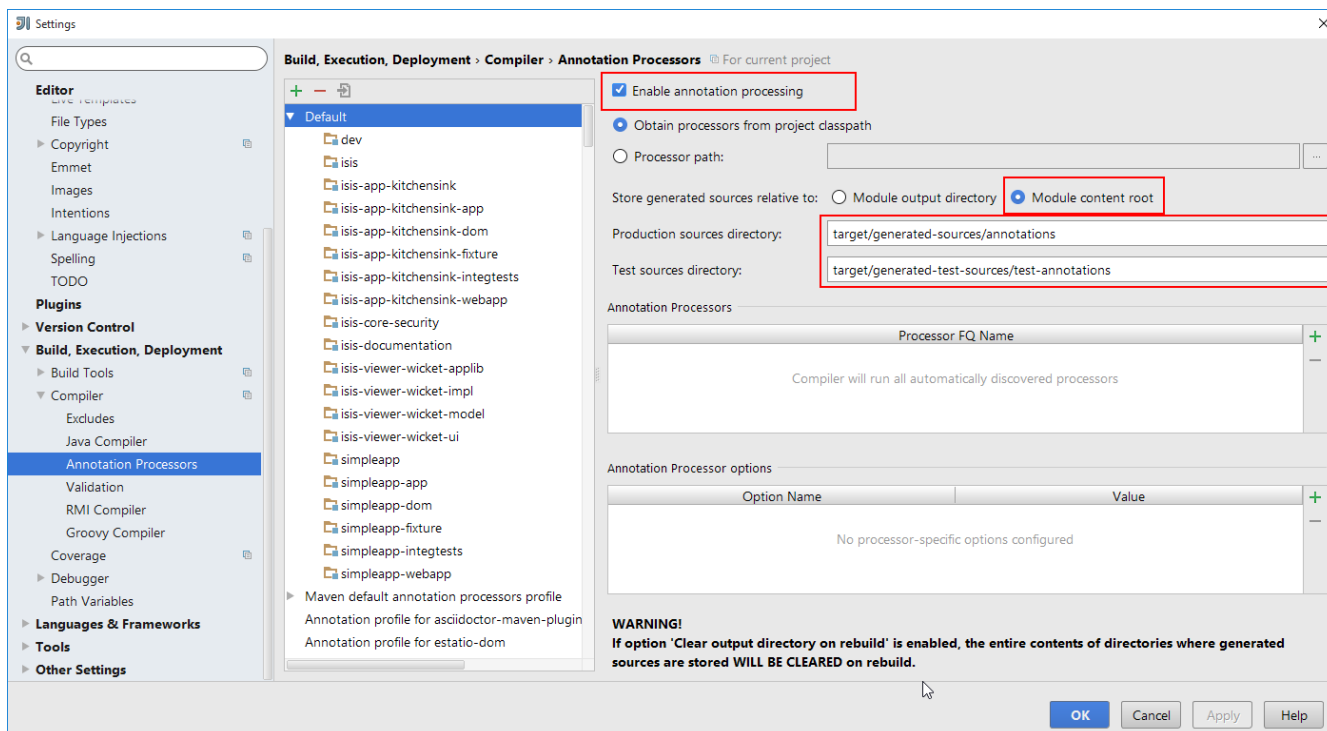 Settings
Build, Execution, Deployment › Compiler › Annotation Processors For current project
Editor
Live Templates
File Types
Copyright
Emmet
Images
Intentions
Language Injections
Spelling
TODO
Plugins
Version Control
Build, Execution, Deployment
Build Tools
Compiler
Excludes
Java Compiler
Annotation Processors
Validation
RMI Compiler
Groovy Compiler
Coverage
Debugger
Path Variables
Languages & Frameworks
Tools
Other Settings
Default
dev
isis
isis-app-kitchensink
isis-app-kitchensink-app
isis-app-kitchensink-dom
isis-app-kitchensink-fixture
isis-app-kitchensink-integtests
isis-app-kitchensink-webapp
isis-core-security
isis-documentation
isis-viewer-wicket-applib
isis-viewer-wicket-impl
isis-viewer-wicket-model
isis-viewer-wicket-ui
simpleapp
simpleapp-app
simpleapp-dom
simpleapp-fixture
simpleapp-integtests
simpleapp-webapp
Maven default annotation processors profile
Annotation profile for asciidoctor-maven-plugin
Annotation profile for estatio-dom
Enable annotation processing
Obtain processors from project classpath
Processor path: ...
Store generated sources relative to: Module output directory Module content root
Production sources directory: target/generated-sources/annotations
Test sources directory: target/generated-test-sources/test-annotations
Annotation Processors
Processor FQ Name
Compiler will run all automatically discovered processors
Annotation Processor options
Option Name Value
No processor-specific options configured
WARNING!
If option 'Clear output directory on rebuild' is enabled, the entire contents of directories where generated
sources are stored WILL BE CLEARED on rebuild.
OK Cancel Apply Help